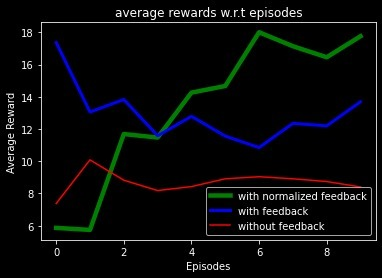 average rewards w.r.t episodes
Average Reward
18
16
14
12
10
8
6
with normalized feedback
with feedback
without feedback
0 2 4 6 8
Episodes